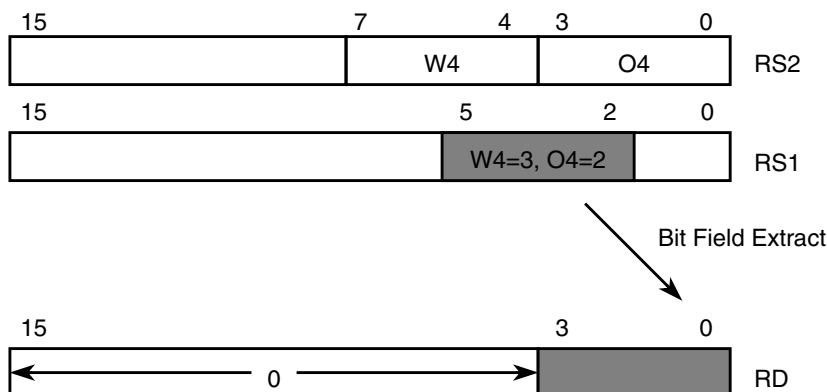 15 7 4 3 0
W4 O4 RS2
15 5 2 0
W4=3, O4=2 RS1
Bit Field Extract
15 3 0
0 RD